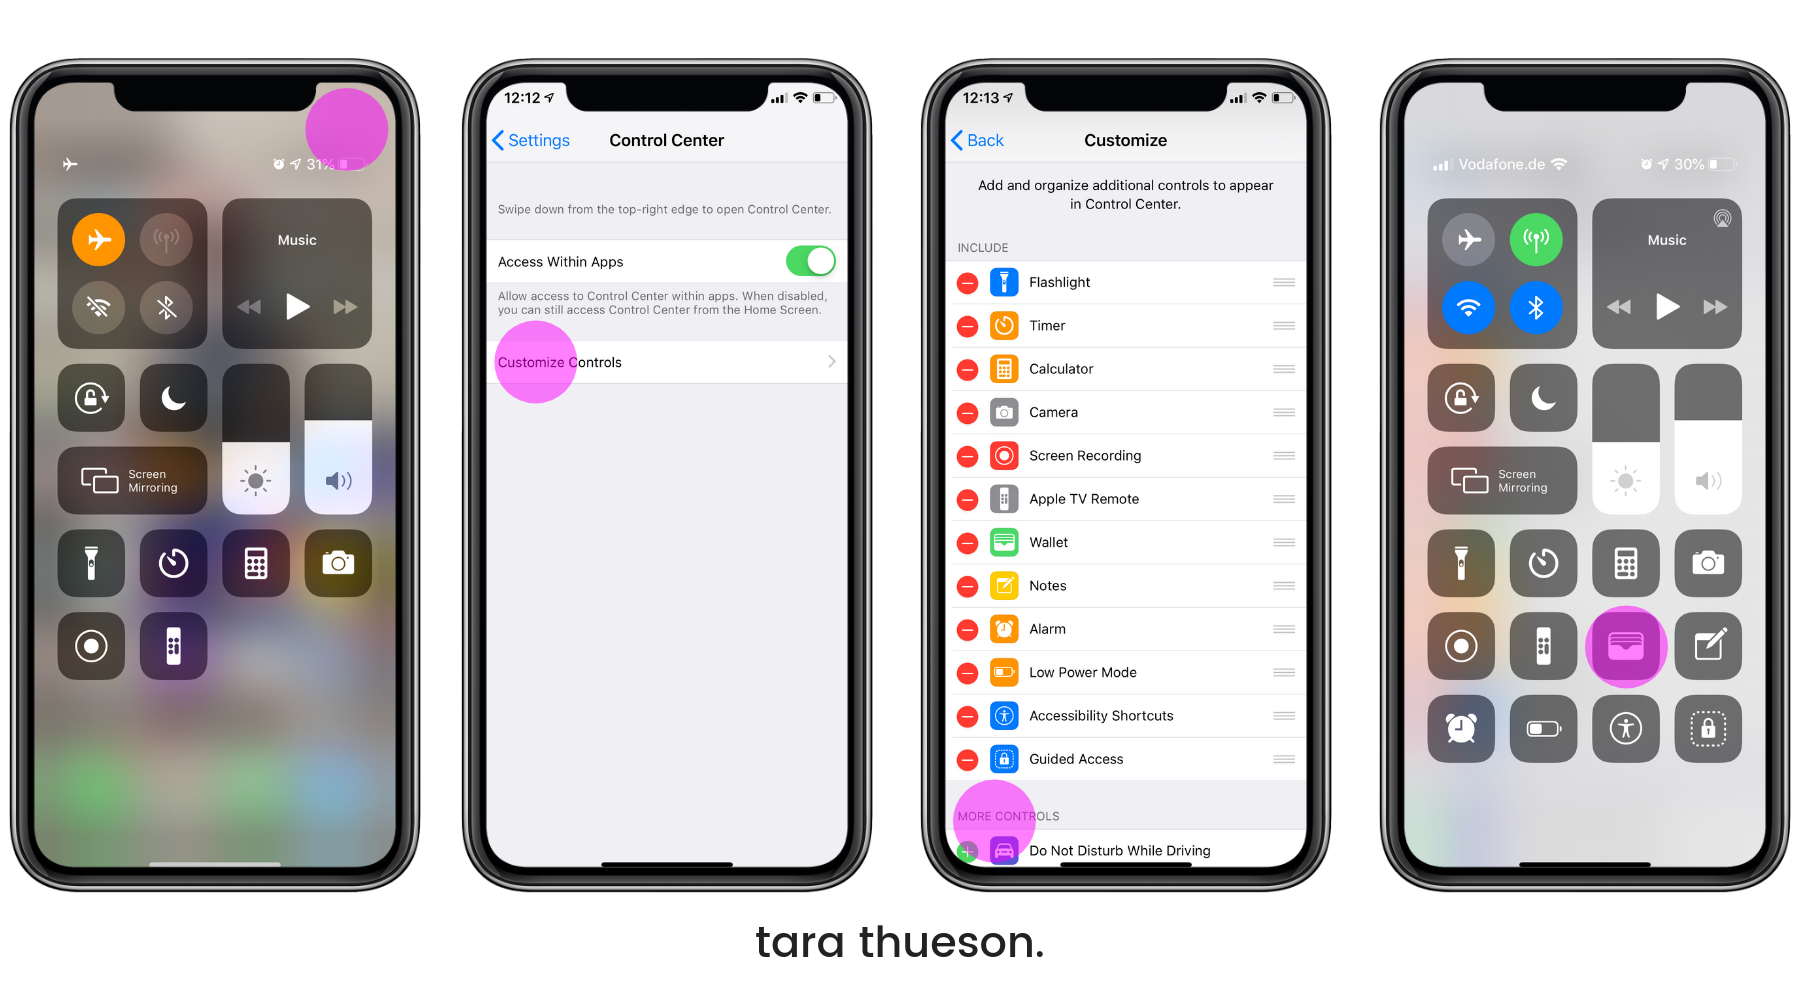 31%
Music
Screen
Mirroring
12:12
Settings
Control Center
Swipe down from the top-right edge to open Control Center.
Access Within Apps
Allow access to Control Center within apps. When disabled,
you can still access Control Center from the Home Screen.
Customize Controls
12:13
Back
Customize
Add and organize additional controls to appear
in Control Center.
INCLUDE
Flashlight
Timer
Calculator
Camera
Screen Recording
Apple TV Remote
Wallet
Notes
Alarm
Low Power Mode
Accessibility Shortcuts
Guided Access
MORE CONTROLS
Do Not Disturb While Driving
Vodafone.de
30%
Music
Screen
Mirroring
tara thueson.